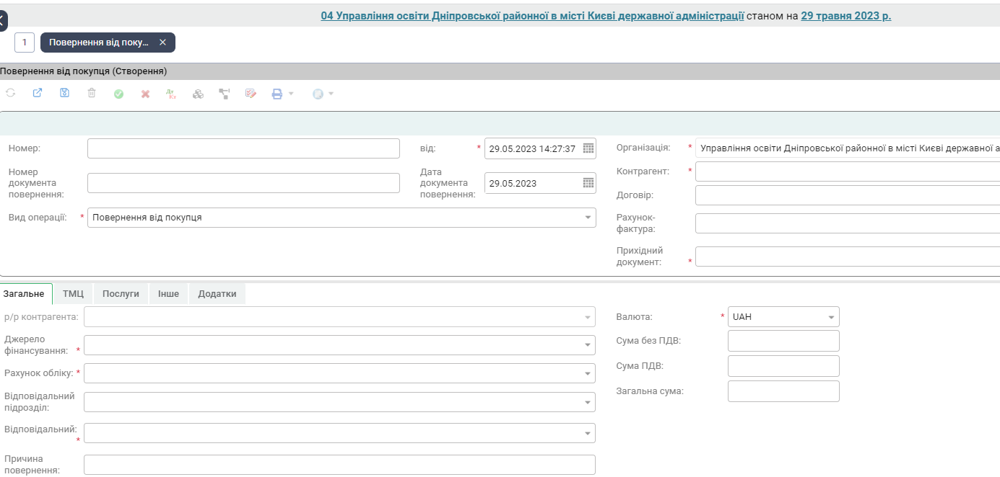 04 Управління освіти Дніпровської районної в місті Києві державної адміністрації станом на 29 травня 2023 р.
1 Повернення від поку... ×
Повернення від покупця (Створення)
Дт
Кт
Номер:
від: * 29.05.2023 14:27:37
Номер
документа
повернення:
Дата
документа
повернення:
29.05.2023
Вид операції: * Повернення від покупця
Організація: * Управління освіти Дніпровської районної в місті Києві державної а
Контрагент: *
Договір:
Рахунок-
фактура:
Прихідний
документ: *
Загальне ТМЦ Послуги Інше Додатки
р/р контрагента:
Джерело
фінансування: *
Рахунок обліку: *
Відповідальний
підрозділ:
Відповідальний:
*
Причина
повернення:
Валюта: * UAH
Сума без ПДВ:
Сума ПДВ:
Загальна сума: